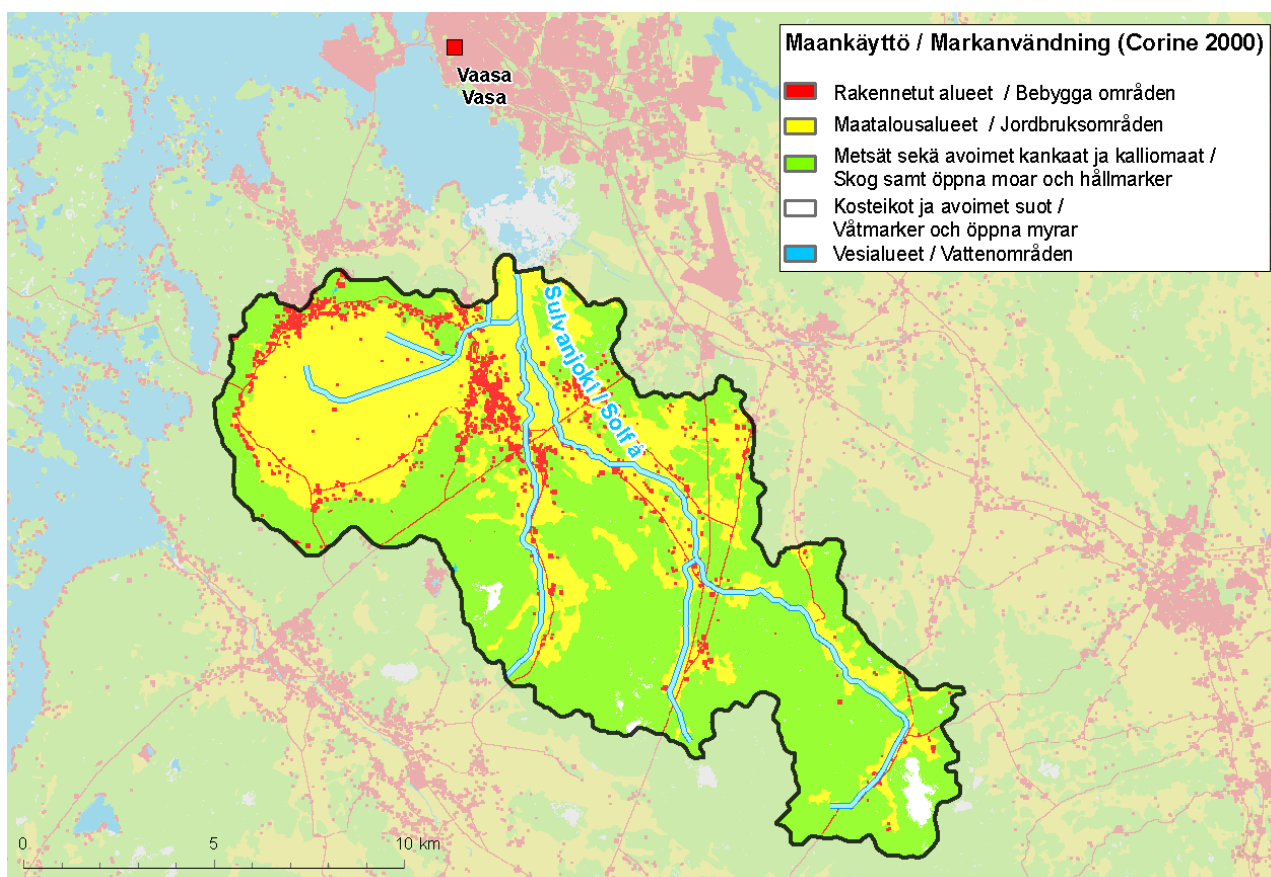 Maankäyttö / Markanvändning (Corine 2000)
Rakennetut alueet / Bebygga områden
Maatalousalueet / Jordbruksområden
Metsät sekä avoimet kankaat ja kalliomaat /
Skog samt öppna moar och hållmarker
Kosteikot ja avoimet suot /
Våtmarker och öppna myrar
Vesialueet / Vattenområden
Vaasa
Vasa
Sulvanjoki / Solf å
0 5 10 km